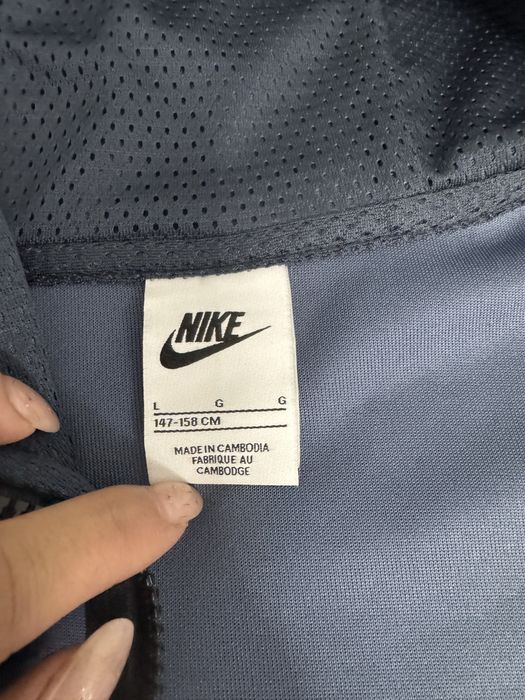 NIKE
L G G
147-158 CM
MADE IN CAMBODIA
FABRIQUE AU
CAMBODGE